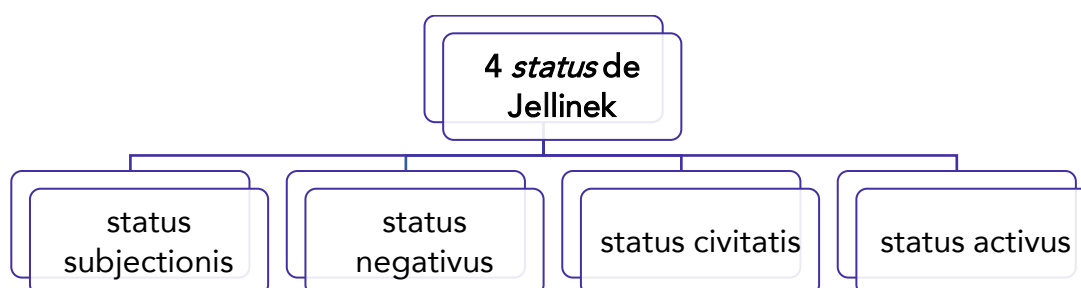 4 status de
Jellinek
status
subjectionis
status
negativus
status civitatis
status activus